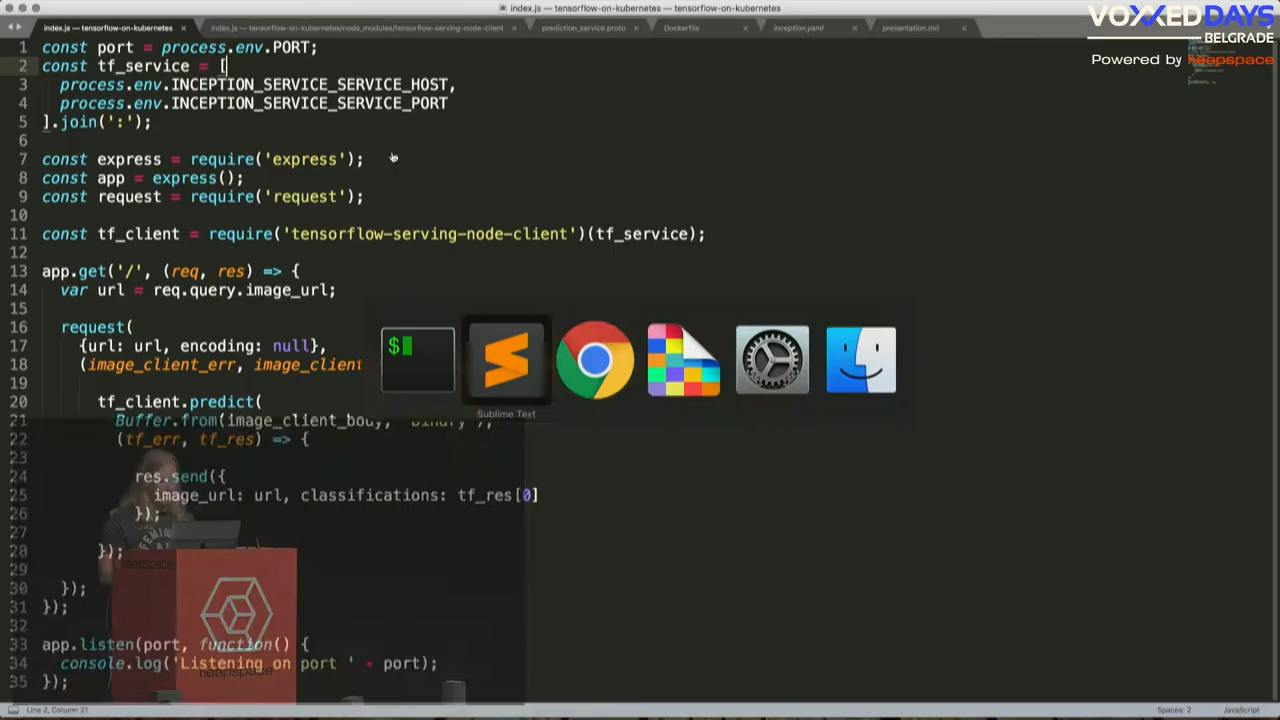 index.js — tensorflow-on-kubernetes — tensorflow-on-kubernetes
index.js — tensorflow-on-kubernetes
index.js — tensorflow-on-kubernetes/node_modules/tensorflow-serving-node-client
prediction_service.proto
Dockerfile
inception.yaml
presentation.md
VOXXEDDAYS
BELGRADE
Powered by heapspace
1 const port = process.env.PORT;
2 const tf_service = [
3 process.env.INCEPTION_SERVICE_SERVICE_HOST,
4 process.env.INCEPTION_SERVICE_SERVICE_PORT
5 ].join(':');
6
7 const express = require('express');
8 const app = express();
9 const request = require('request');
10
11 const tf_client = require('tensorflow-serving-node-client')(tf_service);
12
13 app.get('/', (req, res) => {
14 var url = req.query.image_url;
15
16 request(
17 {url: url, encoding: null},
18 (image_client_err, image_client
19
20 tf_client.predict(
21 Buffer.from(image_client_body, 'binary'),
22 (tf_err, tf_res) => {
23
24 res.send({
25 image_url: url, classifications: tf_res[0]
26 });
27
28 });
29
30 });
31 });
32
33 app.listen(port, function() {
34 console.log('Listening on port ' + port);
35 });
$
Sublime Text
FEMIN
heapspace
heapspace
Line 2, Column 21
Spaces: 2
JavaScript